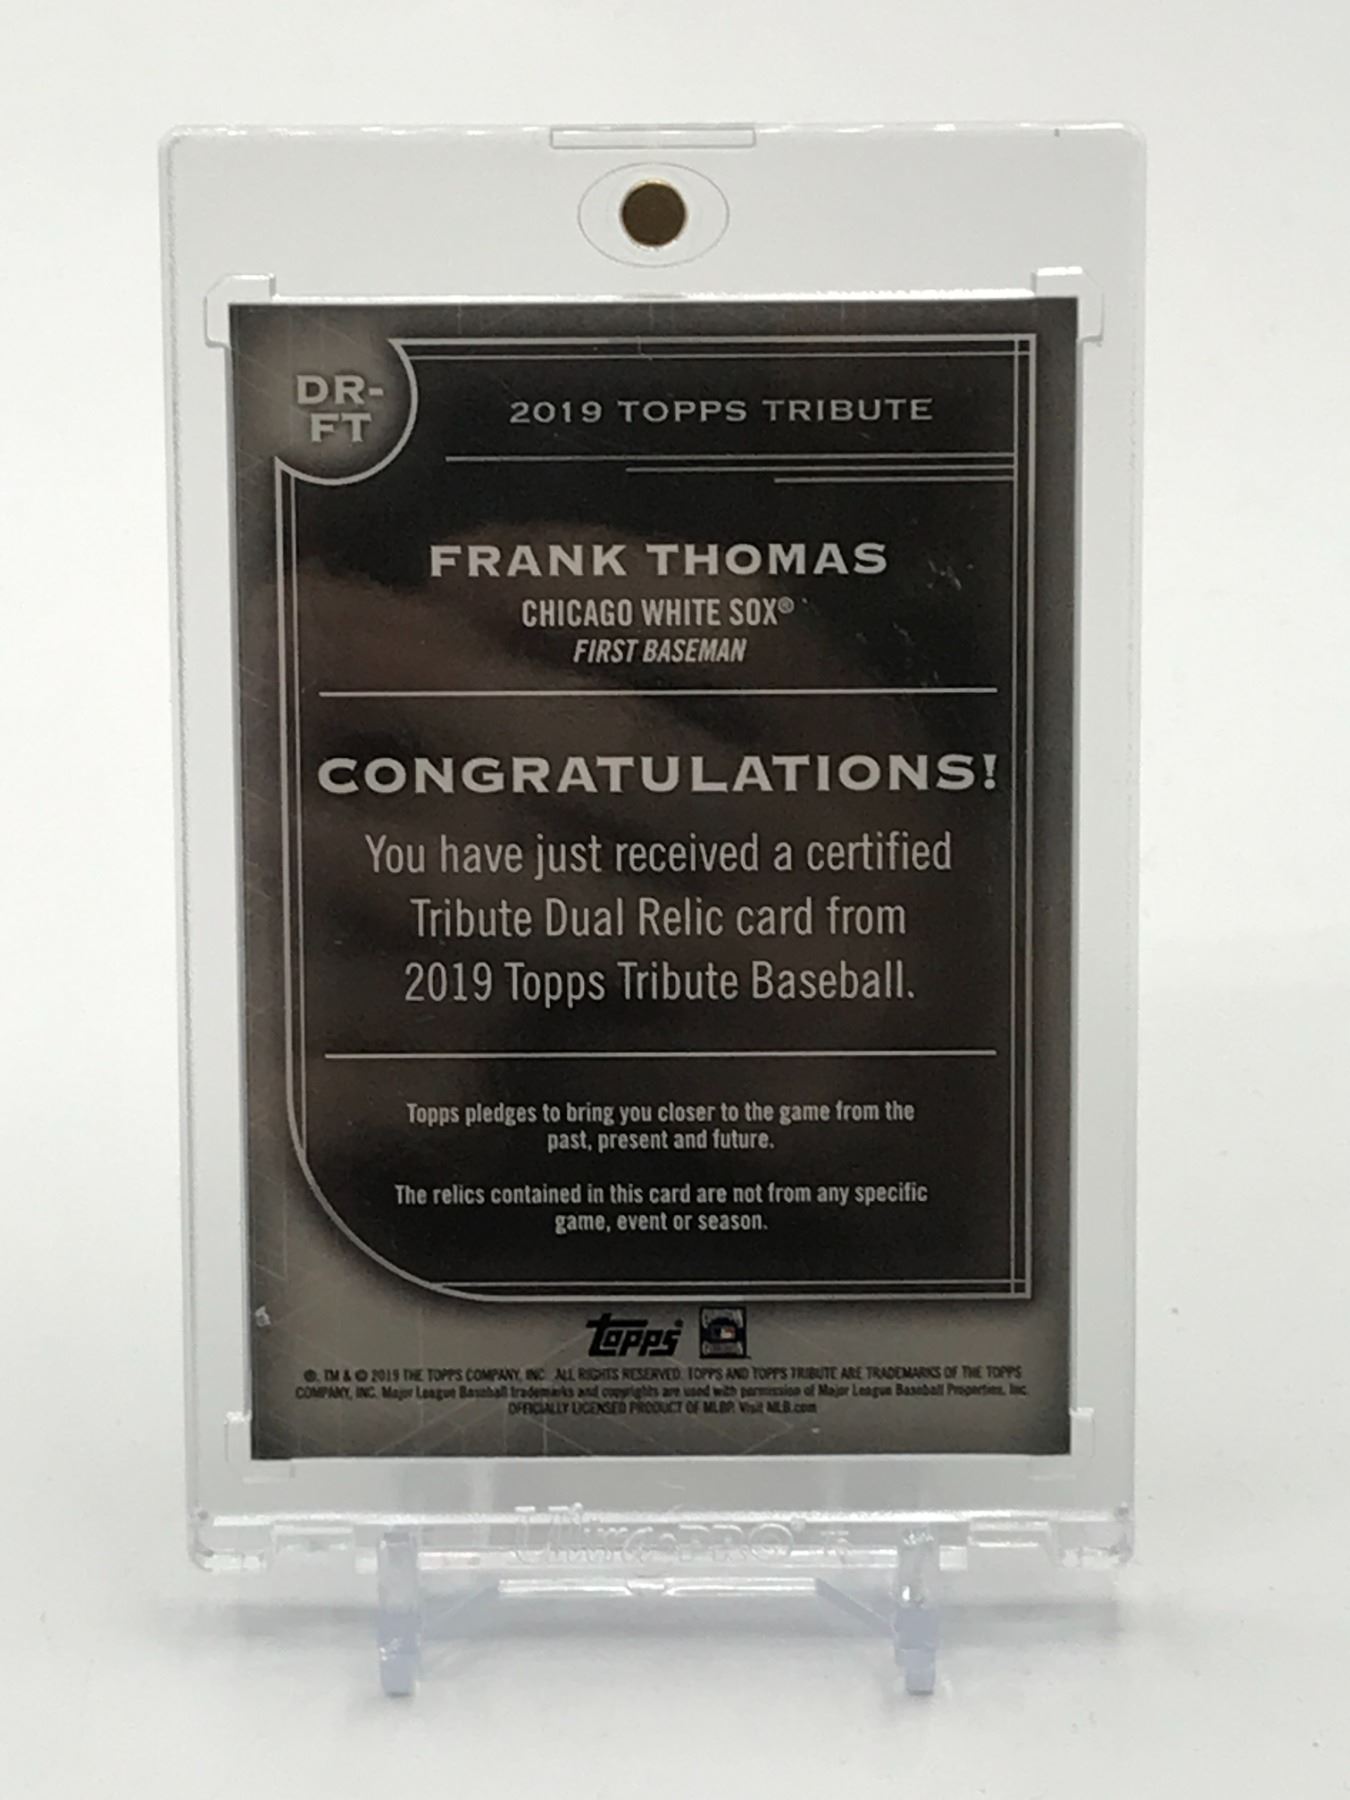 DR-
FT
2019 TOPPS TRIBUTE
FRANK THOMAS
CHICAGO WHITE SOX®
FIRST BASEMAN
CONGRATULATIONS!
You have just received a certified
Tribute Dual Relic card from
2019 Topps Tribute Baseball.
Topps pledges to bring you closer to the game from the
past, present and future.
The relics contained in this card are not from any specific
game, event or season.
topps
®, TM & © 2019 THE TOPPS COMPANY, INC. ALL RIGHTS RESERVED. TOPPS AND TOPPS TRIBUTE ARE TRADEMARKS OF THE TOPPS
COMPANY, INC. Major League Baseball trademarks and copyrights are used with permission of Major League Baseball Properties, Inc.
OFFICIALLY LICENSED PRODUCT OF MLBP. Visit MLB.com
Ultra PRO